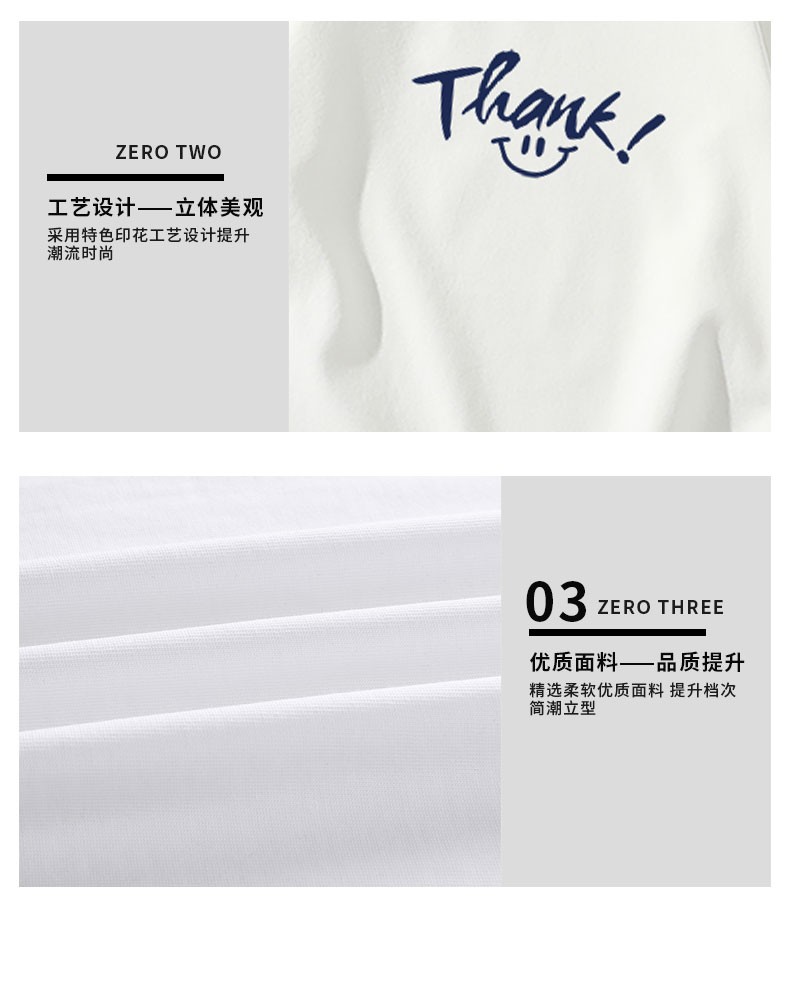 Thank!
ZERO TWO
工艺设计——立体美观
采用特色印花工艺设计提升
潮流时尚
03 ZERO THREE
优质面料——品质提升
精选柔软优质面料 提升档次
简潮立型